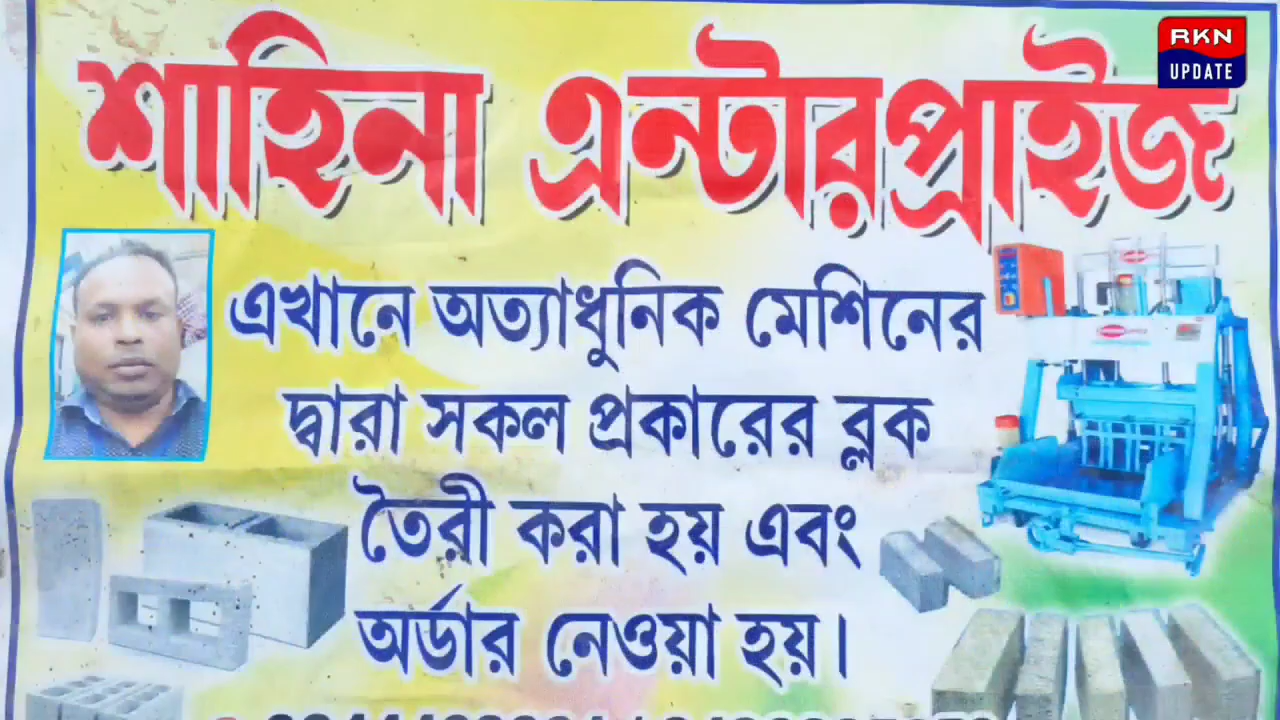 RKN
UPDATE
শাহিনা এন্টারপ্রাইজ
এখানে অত্যাধুনিক মেশিনের
দ্বারা সকল প্রকারের ব্লক
তৈরী করা হয় এবং
অর্ডার নেওয়া হয়।